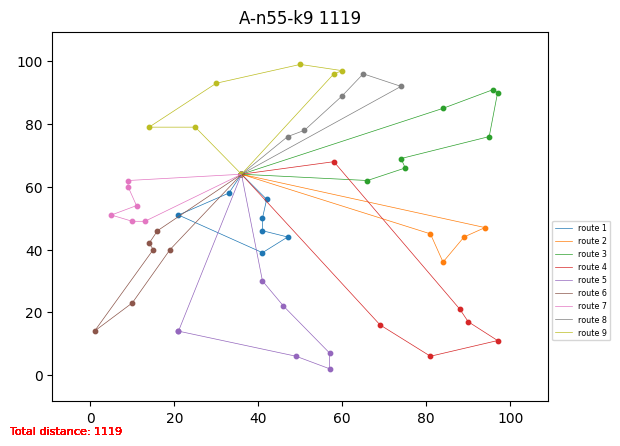 A-n55-k9 1119
100
80
60
40
20
0
0 20 40 60 80 100
route 1
route 2
route 3
route 4
route 5
route 6
route 7
route 8
route 9
Total distance: 1119